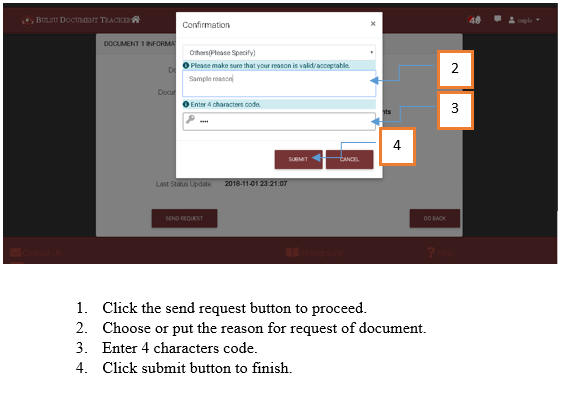 BULSU DOCUMENT TRACKER
Confirmation
×
DOCUMENT 1 INFORMA
Others(Please Specify)
Please make sure that your reason is valid/acceptable.
Sample reason
Enter 4 characters code.
••••
SUBMIT
CANCEL
Last Status Update
2018-11-01 23:21:07
SEND REQUEST
GO BACK
2
3
4
1. Click the send request button to proceed.
2. Choose or put the reason for request of document.
3. Enter 4 characters code.
4. Click submit button to finish.